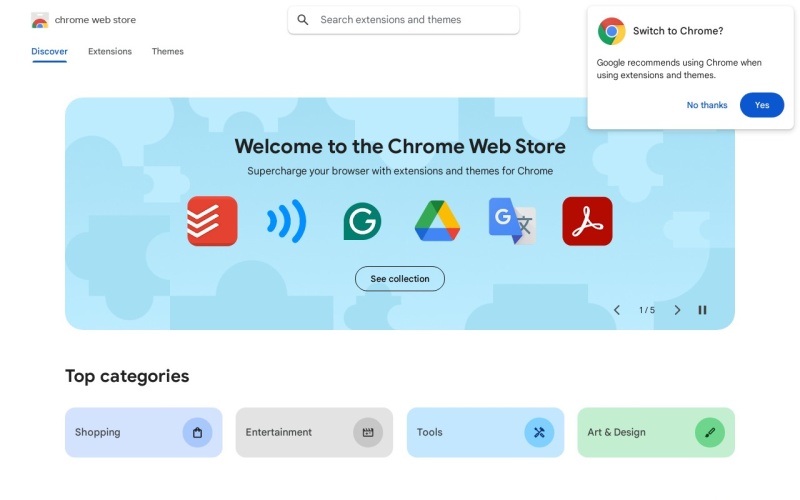 chrome web store
Search extensions and themes
Switch to Chrome?
Google recommends using Chrome when
using extensions and themes.
No thanks
Yes
Discover
Extensions
Themes
Welcome to the Chrome Web Store
Supercharge your browser with extensions and themes for Chrome
G
G 文
See collection
1 / 5
Top categories
Shopping
Entertainment
Tools
Art & Design